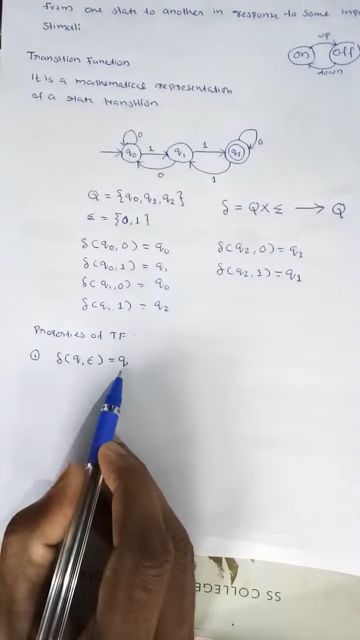 from one state to another in response to some
stimuli
up
on off
down
Transition Function
It is a mathematical representation
of a state transition
0 0
1 1
q0 q1 q2
0 1
Q = {q0,q1,q2}
Σ = {0,1}
δ = Q×Σ → Q
δ(q0,0) = q0
δ(q0,1) = q1
δ(q1,0) = q0
δ(q1,1) = q2
δ(q2,0) = q2
δ(q2,1) = q1
Properties of TF
① δ(q,ε) = q
SS COLLEGE